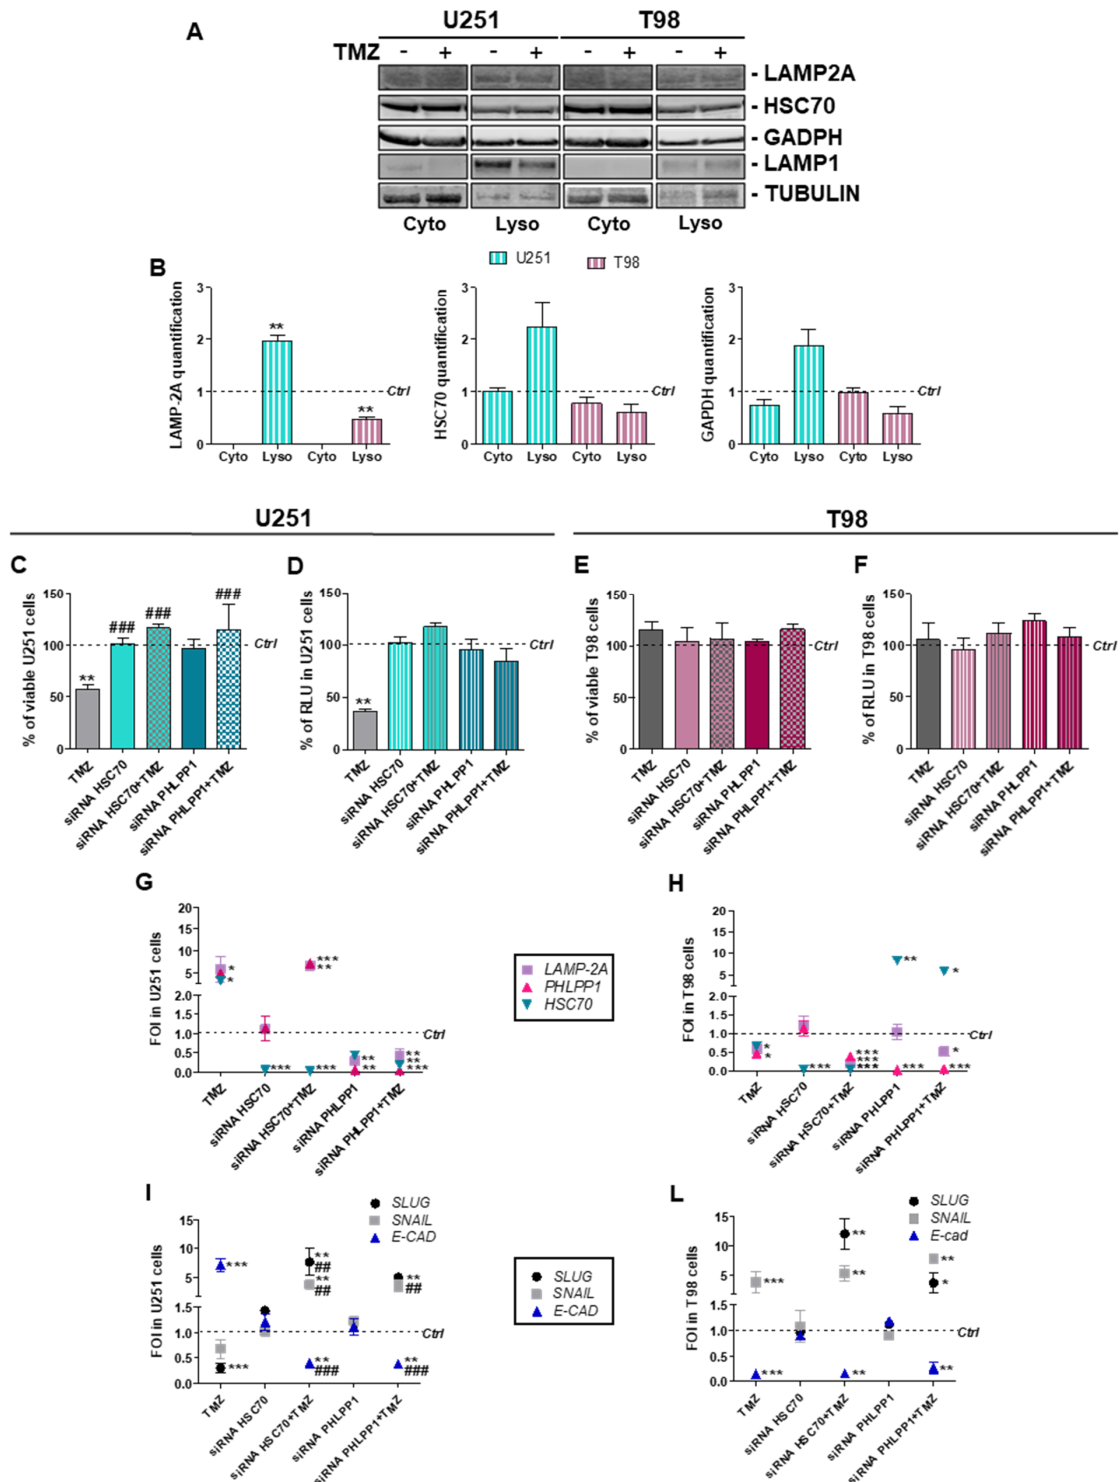 A
U251 T98
TMZ - + - + - + - +
- LAMP2A
- HSC70
- GADPH
- LAMP1
- TUBULIN
Cyto Lyso Cyto Lyso
B
U251 T98
LAMP-2A quantification
3
2
1
0
**
**
Ctrl
Cyto Lyso Cyto Lyso
HSC70 quantification
3
2
1
0
Ctrl
Cyto Lyso Cyto Lyso
GAPDH quantification
3
2
1
0
Ctrl
Cyto Lyso Cyto Lyso
U251
T98
C
% of viable U251 cells
150
100
50
0
**
###
###
###
Ctrl
TMZ
siRNA HSC70
siRNA HSC70+TMZ
siRNA PHLPP1
siRNA PHLPP1+TMZ
D
% of RLU in U251 cells
150
100
50
0
**
Ctrl
TMZ
siRNA HSC70
siRNA HSC70+TMZ
siRNA PHLPP1
siRNA PHLPP1+TMZ
E
% of viable T98 cells
150
100
50
0
Ctrl
TMZ
siRNA HSC70
siRNA HSC70+TMZ
siRNA PHLPP1
siRNA PHLPP1+TMZ
F
% of RLU in T98 cells
150
100
50
0
Ctrl
TMZ
siRNA HSC70
siRNA HSC70+TMZ
siRNA PHLPP1
siRNA PHLPP1+TMZ
G
FOI in U251 cells
20
15
10
5
2.0
1.5
1.0
0.5
0.0
*
*
***
***
**
***
**
**
**
**
***
Ctrl
TMZ
siRNA HSC70
siRNA HSC70+TMZ
siRNA PHLPP1
siRNA PHLPP1+TMZ
LAMP-2A
PHLPP1
HSC70
H
FOI in T98 cells
20
15
10
5
2.0
1.5
1.0
0.5
0.0
*
*
***
***
***
***
**
***
*
*
***
Ctrl
TMZ
siRNA HSC70
siRNA HSC70+TMZ
siRNA PHLPP1
siRNA PHLPP1+TMZ
I
SLUG
SNAIL
E-CAD
FOI in U251 cells
15
10
5
1.5
1.0
0.5
0.0
***
***
**
##
**
##
**
###
**
##
**
###
Ctrl
TMZ
siRNA HSC70
siRNA HSC70+TMZ
siRNA PHLPP1
siRNA PHLPP1+TMZ
SLUG
SNAIL
E-CAD
L
SLUG
SNAIL
E-cad
FOI in T98 cells
15
10
5
1.5
1.0
0.5
0.0
***
***
**
**
**
**
*
**
Ctrl
TMZ
siRNA HSC70
siRNA HSC70+TMZ
siRNA PHLPP1
siRNA PHLPP1+TMZ